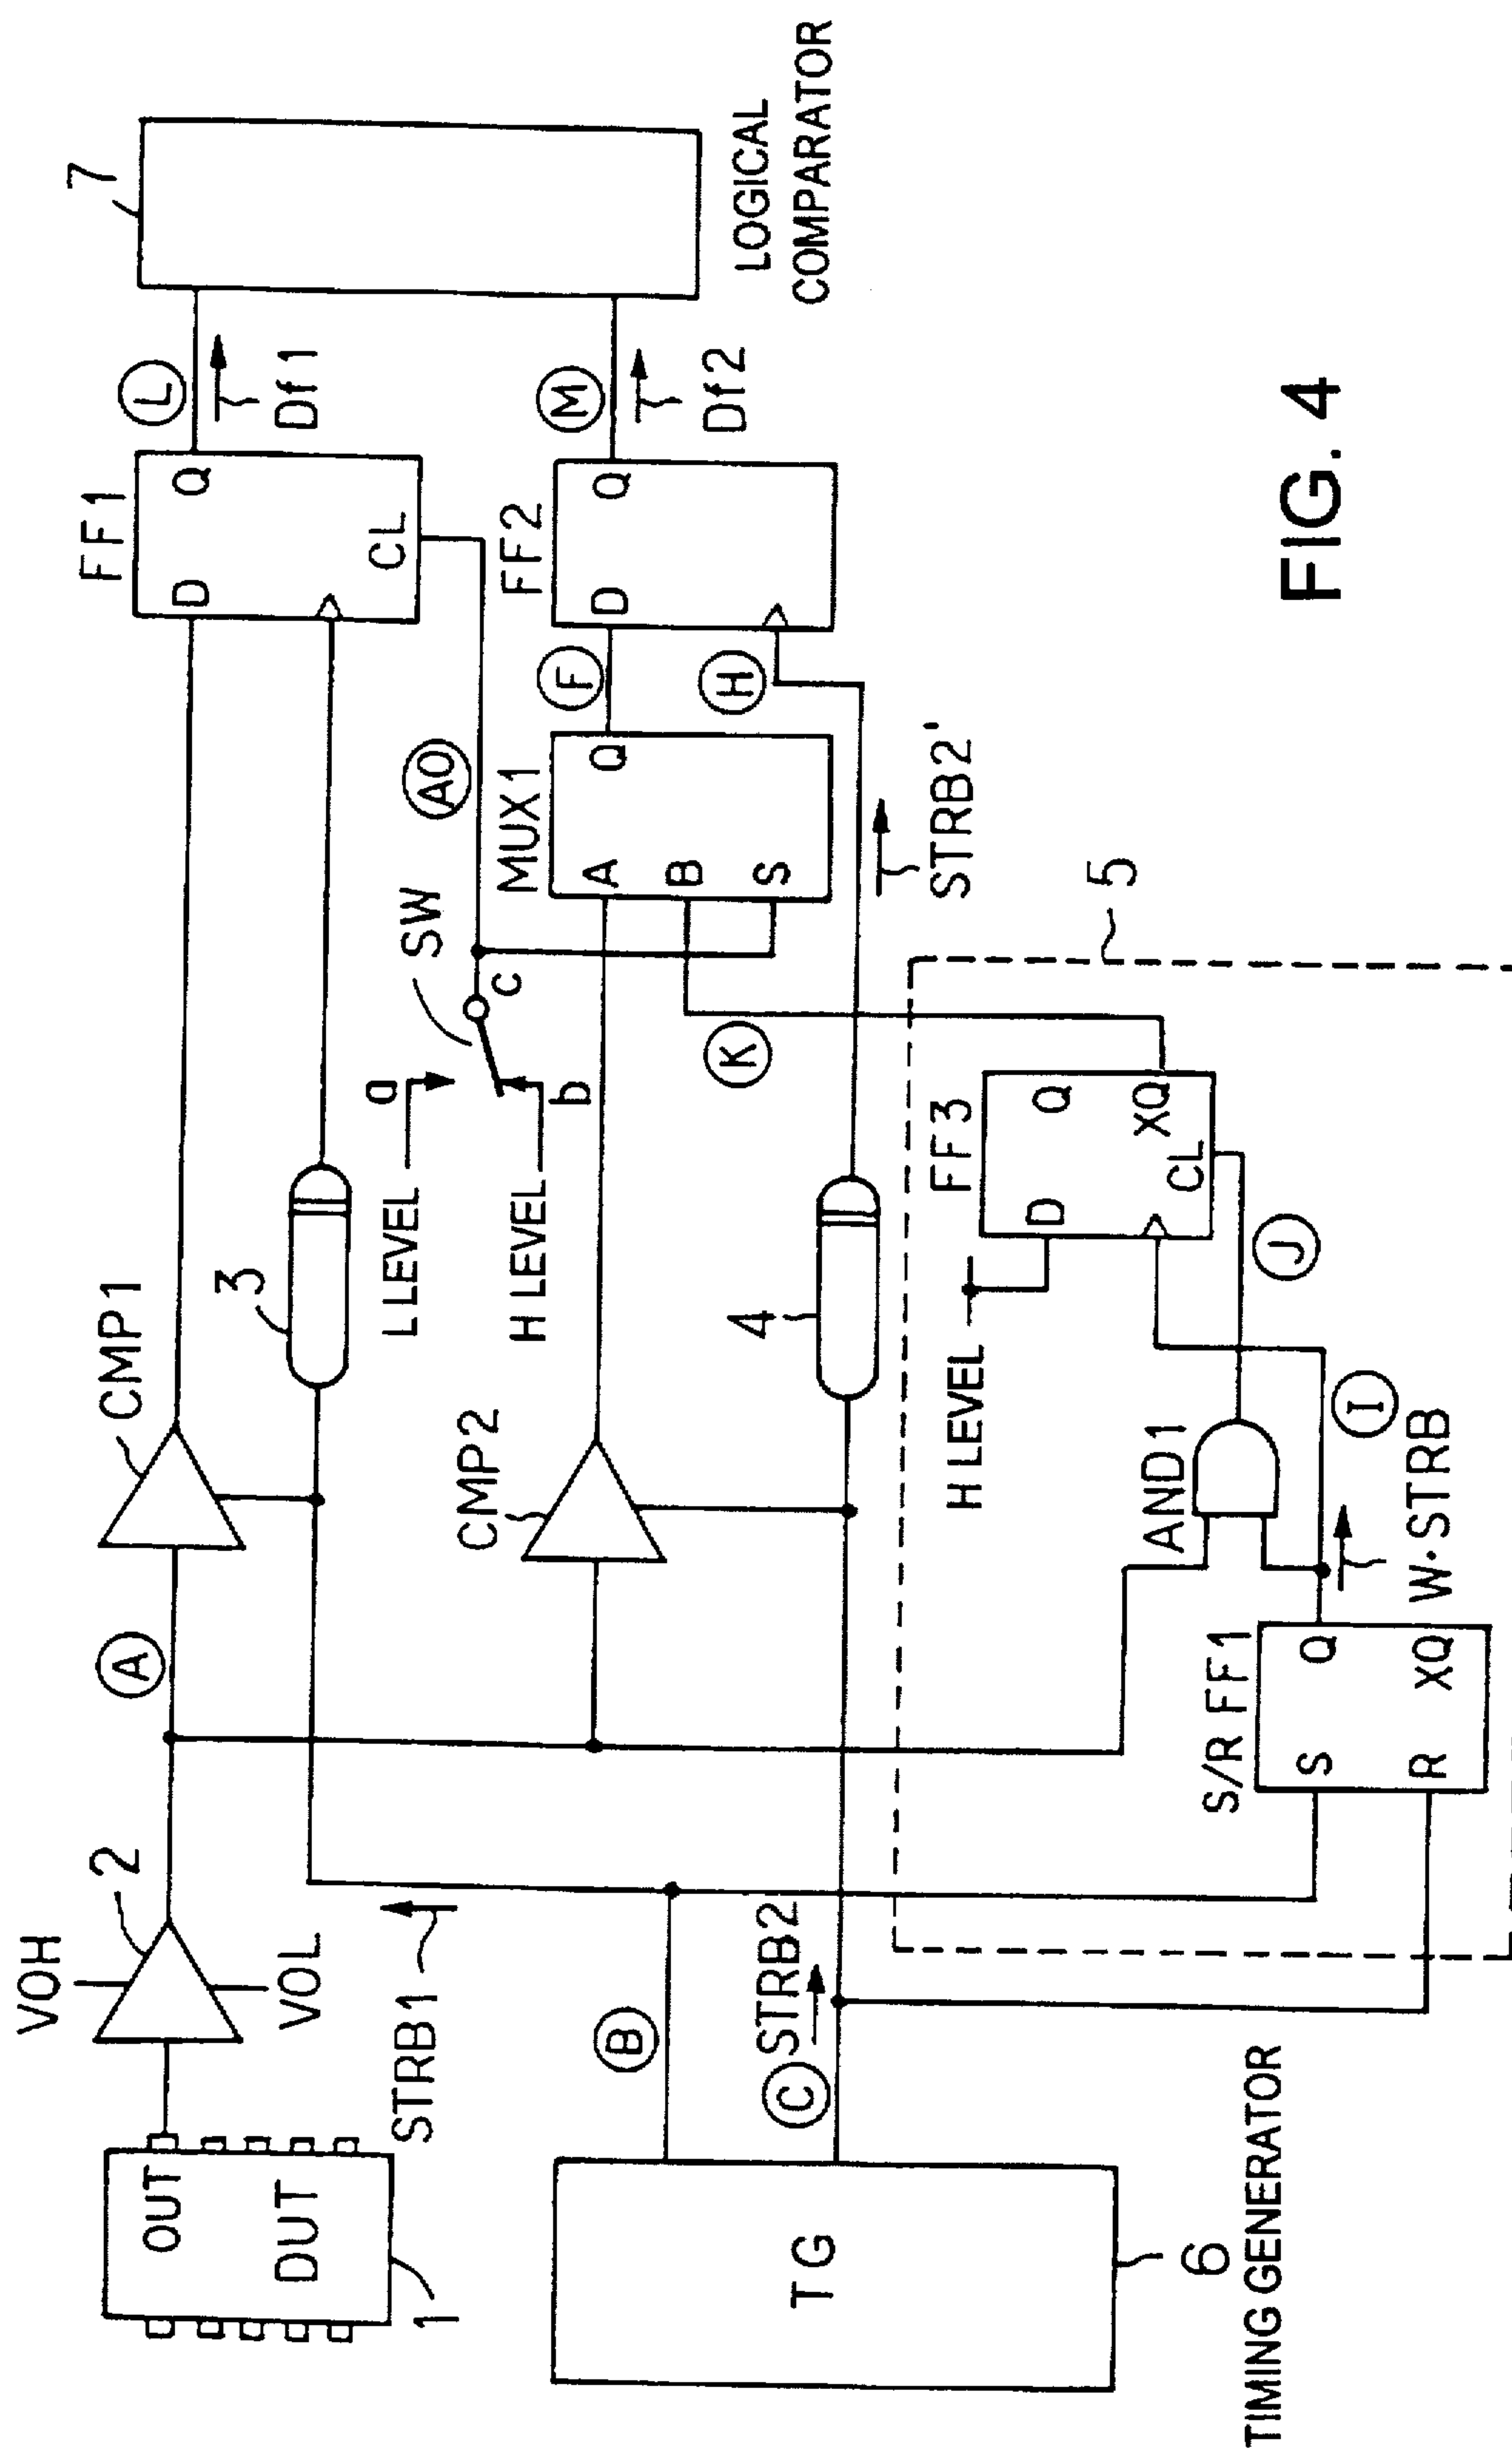 VOH
2
VOL
OUT
DUT
1
STRB1
A
CMP1
3
L LEVEL
a
SW
c
H LEVEL
b
A0
FF1
D
Q
CL
L
Df1
7
LOGICAL
COMPARATOR
CMP2
MUX1
A
Q
B
S
F
H
FF2
D
Q
M
Df2
TG
6
TIMING GENERATOR
B
C
STRB2
4
STRB2'
K
5
S/R FF1
S
Q
R
XQ
W·STRB
I
AND1
J
H LEVEL
FF3
D
Q
XQ
CL
FIG. 4